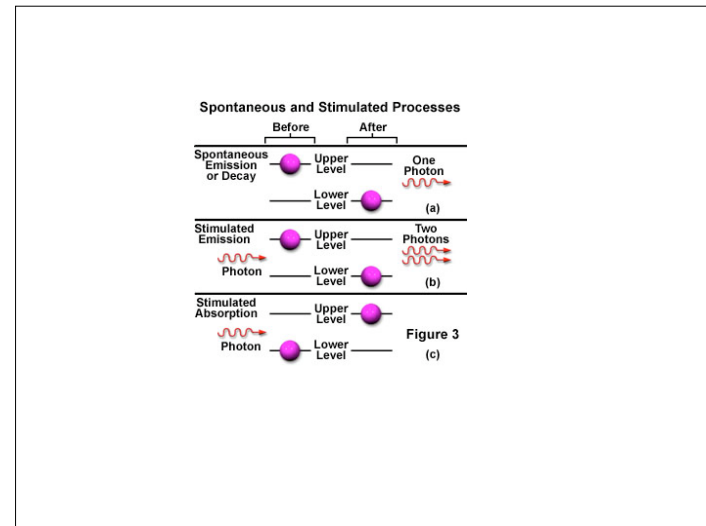 Spontaneous and Stimulated Processes
Before After
Spontaneous
Emission
or Decay
Upper
Level
Lower
Level
One
Photon
(a)
Stimulated
Emission
Photon
Upper
Level
Lower
Level
Two
Photons
(b)
Stimulated
Absorption
Photon
Upper
Level
Lower
Level
Figure 3
(c)